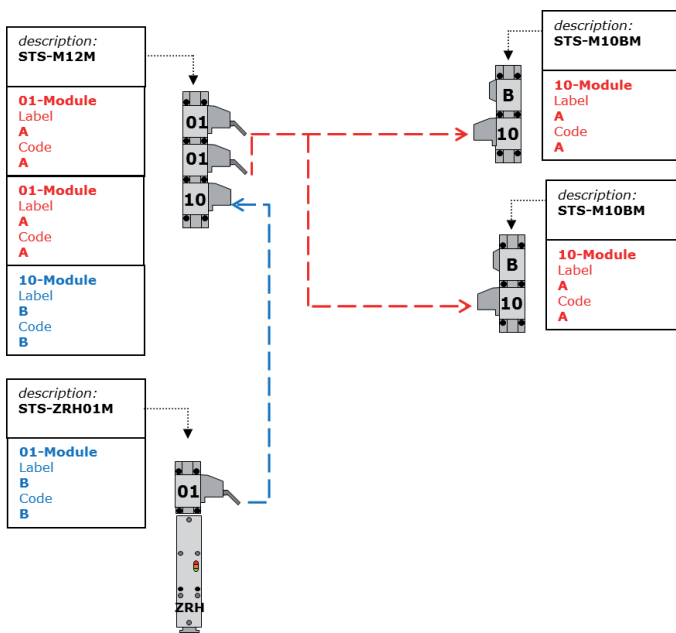 description:
STS-M12M
01-Module
Label
A
Code
A
01-Module
Label
A
Code
A
10-Module
Label
B
Code
B
01
01
10
description:
STS-M10BM
10-Module
Label
A
Code
A
B
10
description:
STS-M10BM
10-Module
Label
A
Code
A
B
10
description:
STS-ZRH01M
01-Module
Label
B
Code
B
01
ZRH